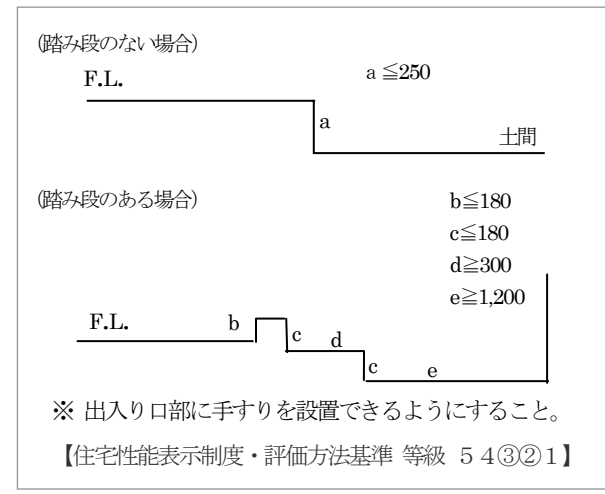 (踏み段のない場合)
F.L.
a ≦250
a
土間
(踏み段のある場合)
b≦180
c≦180
d≧300
e≧1,200
F.L.
b
c
d
c
e
※ 出入り口部に手すりを設置できるようにすること。
【住宅性能表示制度・評価方法基準 等級 ５４③②１】